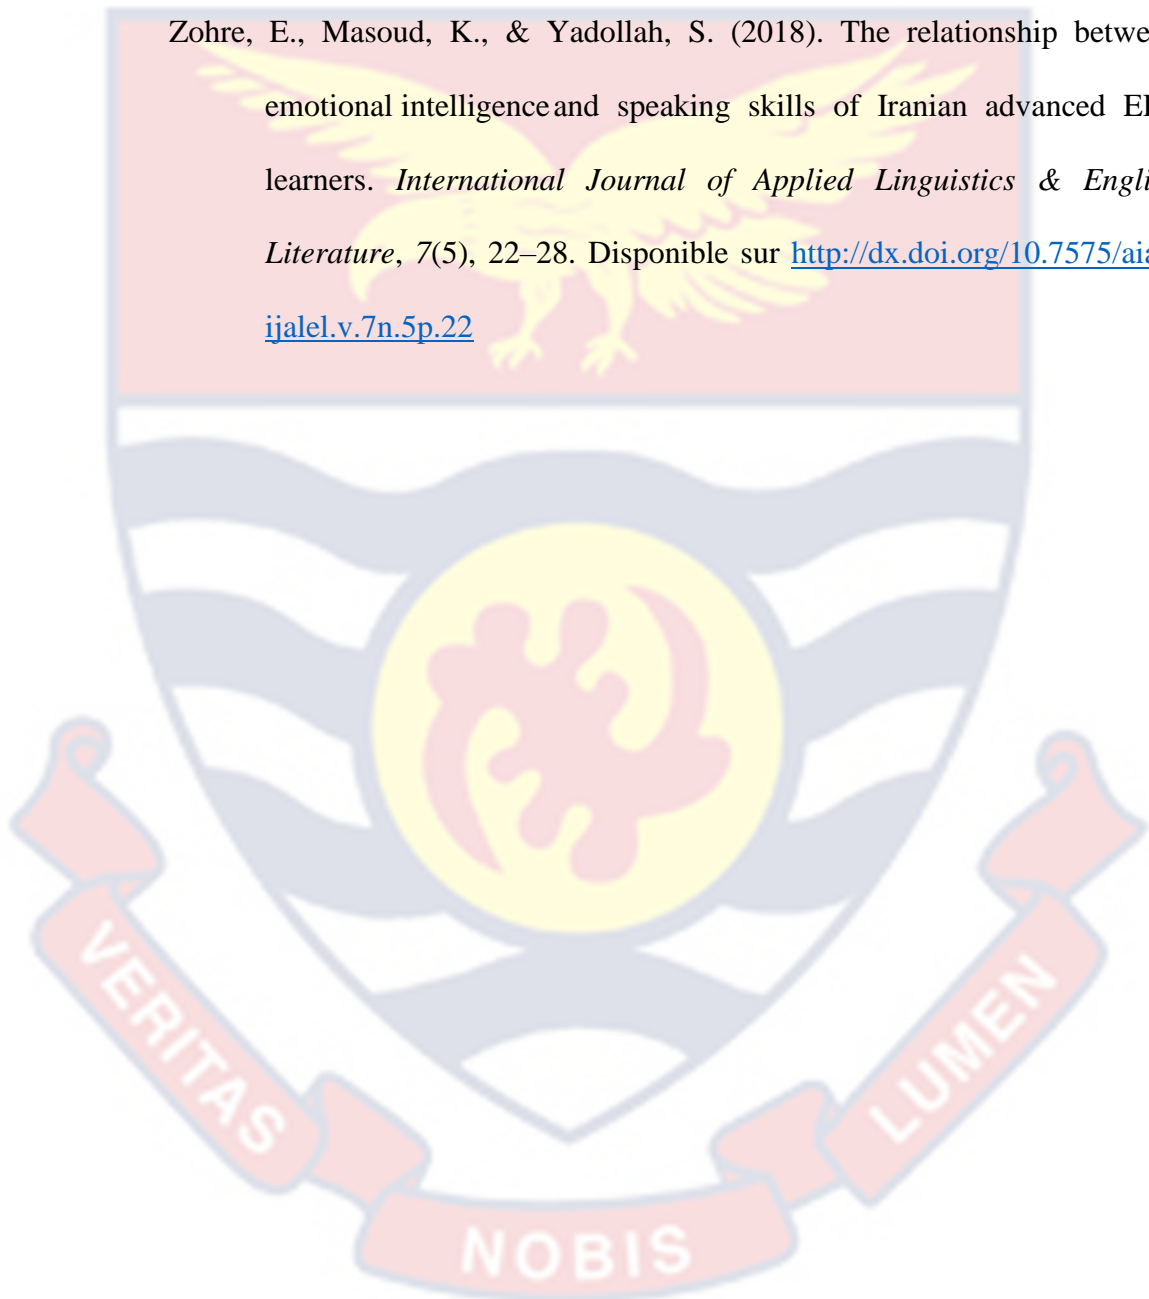 Zohre, E., Masoud, K., & Yadollah, S. (2018). The relationship betwe
emotional intelligence and speaking skills of Iranian advanced
learners. International Journal of Applied Linguistics & Engli
Literature, 7(5), 22–28. Disponible sur http://dx.doi.org/10.7575/aia
ijalel.v.7n.5p.22
VERITAS
NOBIS
LUMEN